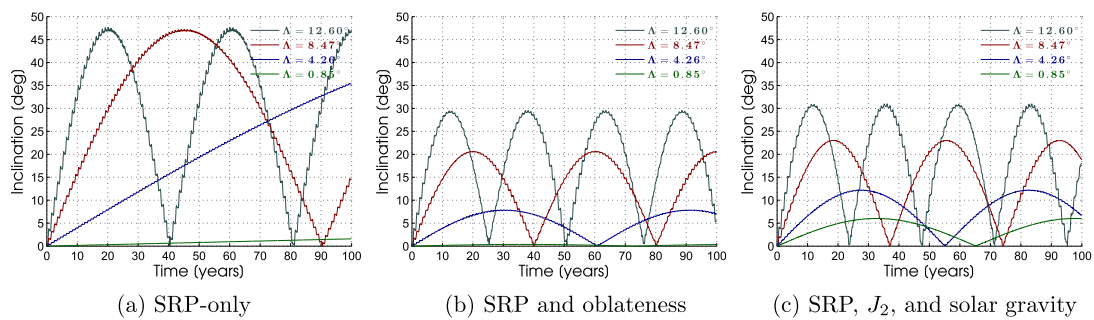 50
45
40
35
30
25
20
15
10
5
0
Inclination (deg)
Λ = 12.60°
Λ = 8.47°
Λ = 4.26°
Λ = 0.85°
0 10 20 30 40 50 60 70 80 90 100
Time (years)
(a) SRP-only
50
45
40
35
30
25
20
15
10
5
0
Inclination (deg)
Λ = 12.60°
Λ = 8.47°
Λ = 4.26°
Λ = 0.85°
0 10 20 30 40 50 60 70 80 90 100
Time (years)
(b) SRP and oblateness
50
45
40
35
30
25
20
15
10
5
0
Inclination (deg)
Λ = 12.60°
Λ = 8.47°
Λ = 4.26°
Λ = 0.85°
0 10 20 30 40 50 60 70 80 90 100
Time (years)
(c) SRP, J₂, and solar gravity